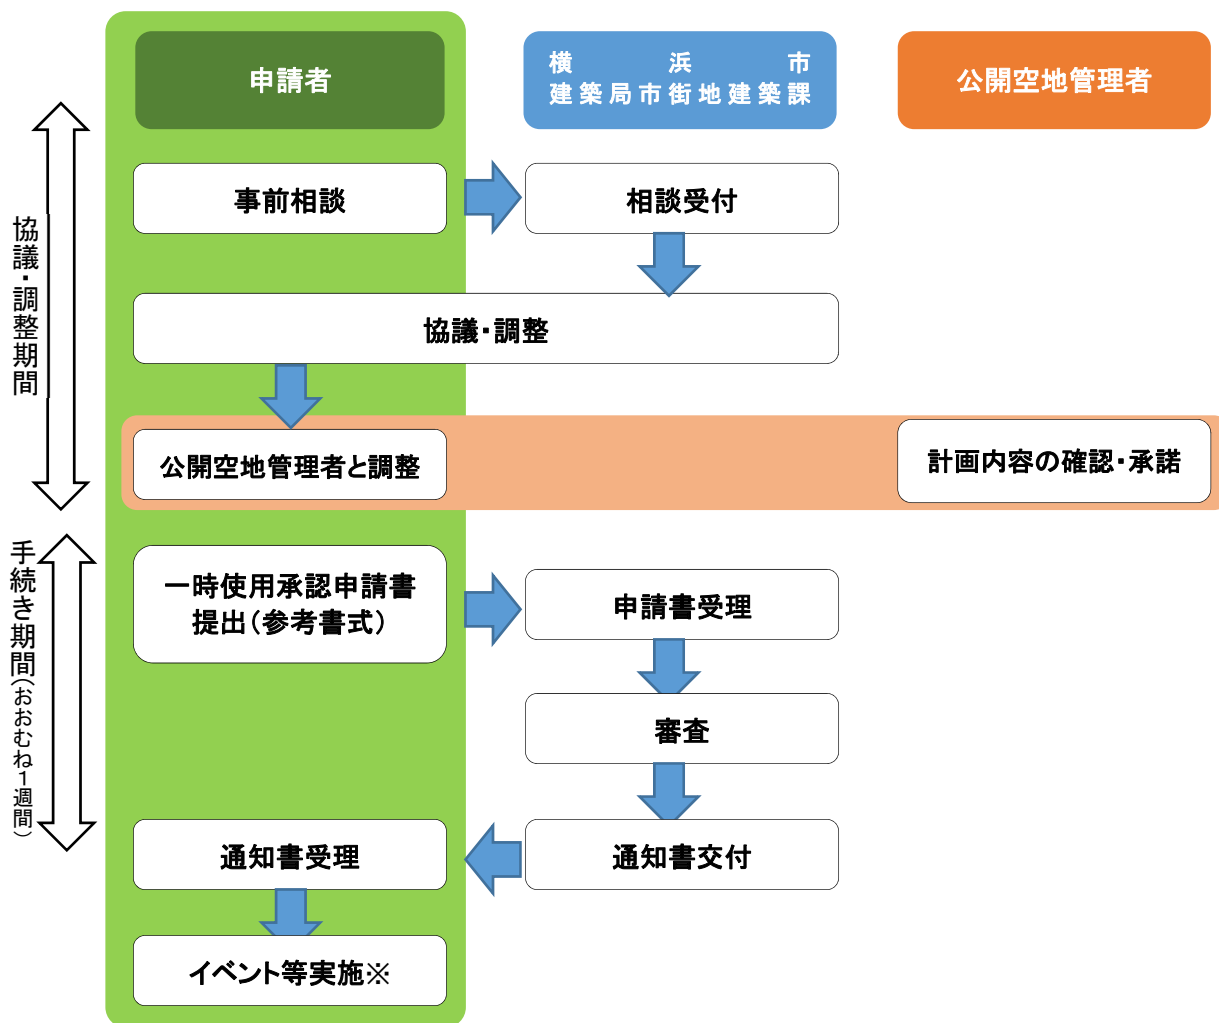 申請者
横浜市
建築局市街地建築課
公開空地管理者
協議・調整期間
事前相談
相談受付
協議・調整
公開空地管理者と調整
計画内容の確認・承諾
手続き期間(おおむね1週間)
一時使用承認申請書
提出(参考書式)
申請書受理
審査
通知書受理
通知書交付
イベント等実施※